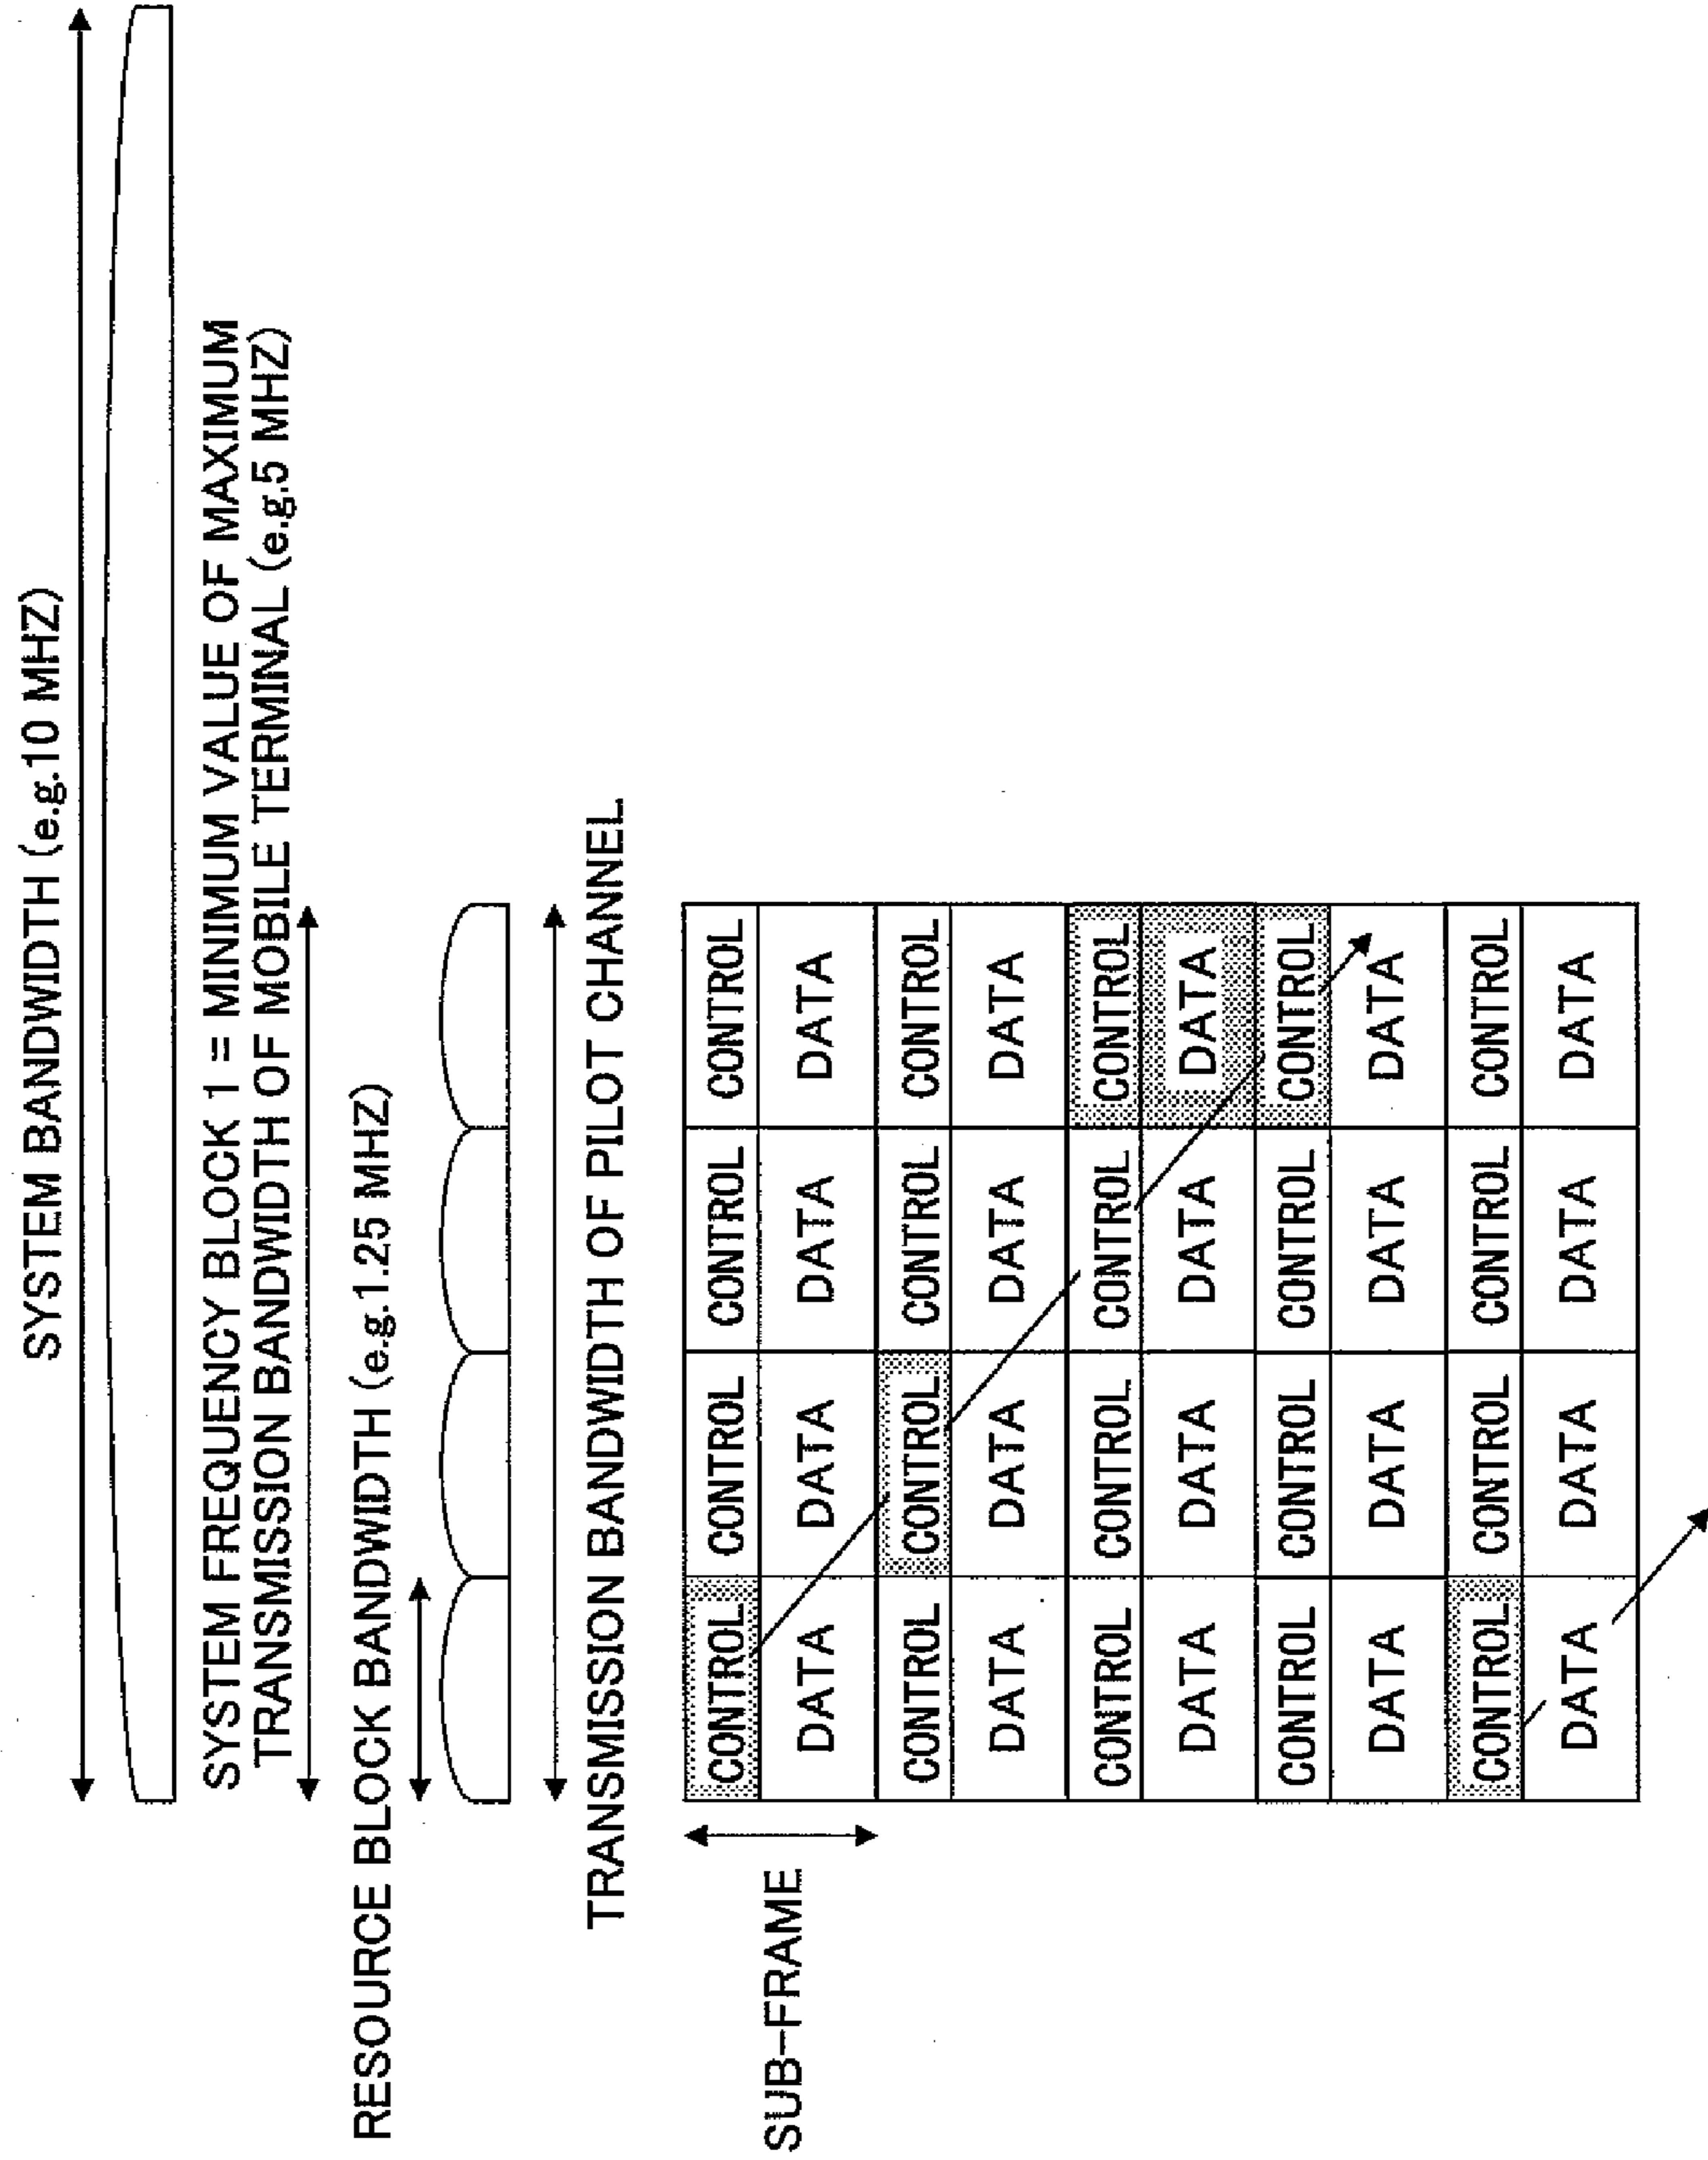 SYSTEM BANDWIDTH (e.g.10 MHZ)
SYSTEM FREQUENCY BLOCK 1 = MINIMUM VALUE OF MAXIMUM
TRANSMISSION BANDWIDTH OF MOBILE TERMINAL (e.g.5 MHZ)
RESOURCE BLOCK BANDWIDTH (e.g.1.25 MHZ)
TRANSMISSION BANDWIDTH OF PILOT CHANNEL
SUB-FRAME
CONTROL CONTROL CONTROL CONTROL
DATA DATA DATA DATA
CONTROL CONTROL CONTROL CONTROL
DATA DATA DATA DATA
CONTROL CONTROL CONTROL CONTROL
DATA DATA DATA DATA
CONTROL CONTROL CONTROL CONTROL
DATA DATA DATA DATA
CONTROL CONTROL CONTROL CONTROL
DATA DATA DATA DATA